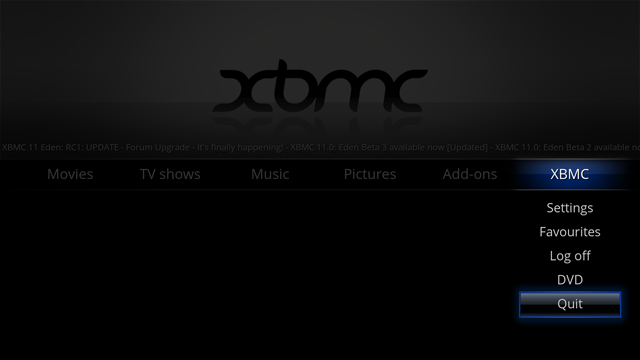 xbmc
XBMC 11 Eden: RC1: UPDATE - Forum Upgrade - It's finally happening! - XBMC 11.0: Eden Beta 3 available now [Updated] - XBMC 11.0: Eden Beta 2 available no
Movies TV shows Music Pictures Add-ons XBMC
Settings
Favourites
Log off
DVD
Quit